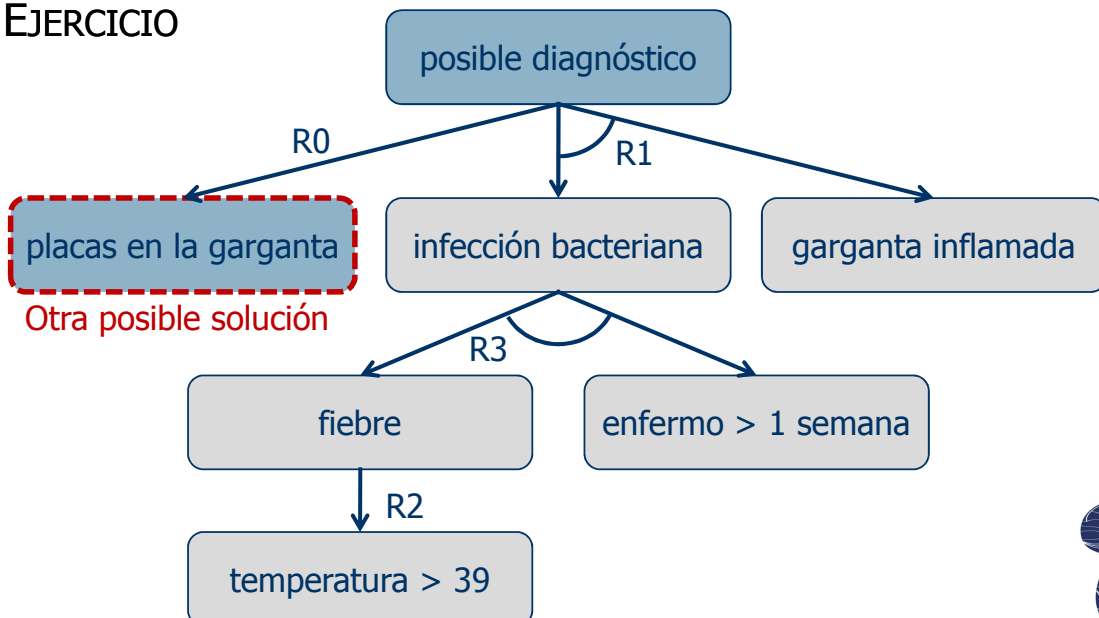 EJERCICIO
posible diagnóstico
R0
R1
placas en la garganta
infección bacteriana
garganta inflamada
Otra posible solución
R3
fiebre
enfermo > 1 semana
R2
temperatura > 39